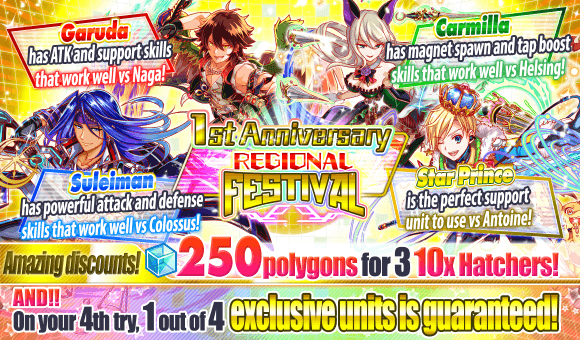 Garuda
has ATK and support skills
that work well vs Naga!
Carmilla
has magnet spawn and tap boost
skills that work well vs Helsing!
1st Anniversary
REGIONAL
FESTIVAL
Suleiman
has powerful attack and defense
skills that work well vs Colossus!
Star Prince
is the perfect support
unit to use vs Antoine!
Amazing discounts! 250 polygons for 3 10x Hatchers!
AND!!
On your 4th try, 1 out of 4 exclusive units is guaranteed!